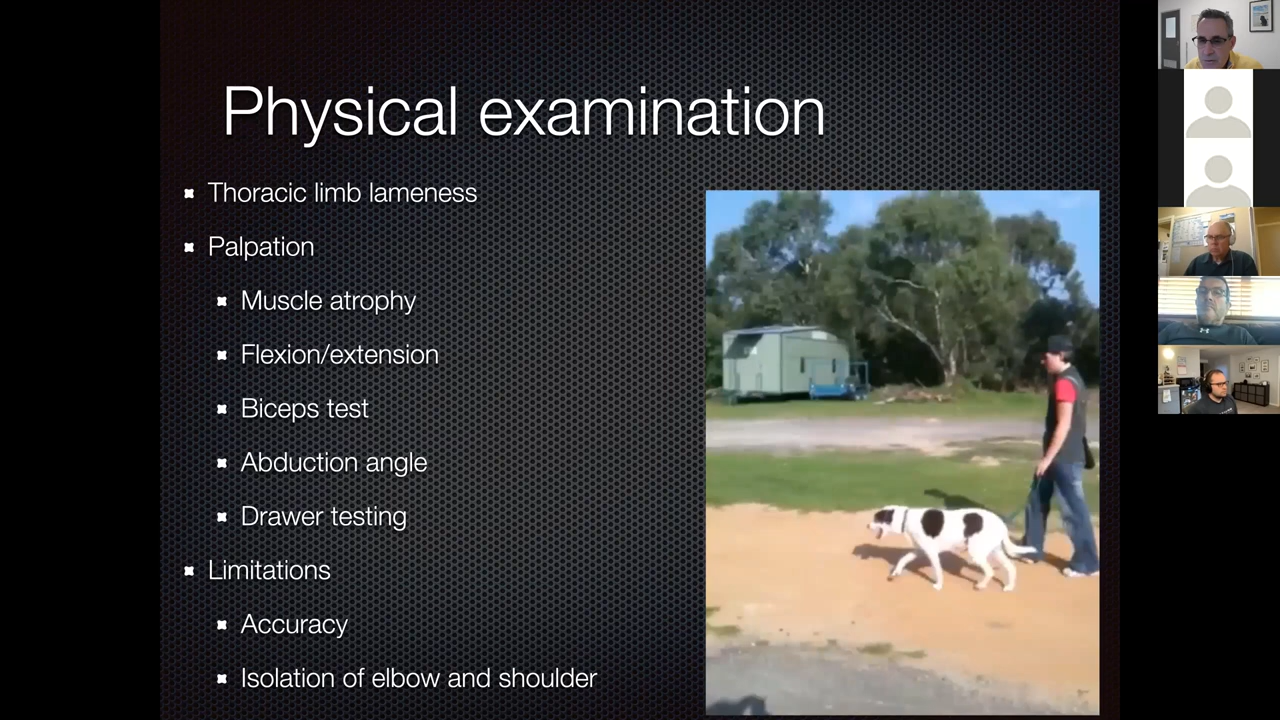 Physical examination
Thoracic limb lameness
Palpation
Muscle atrophy
Flexion/extension
Biceps test
Abduction angle
Drawer testing
Limitations
Accuracy
Isolation of elbow and shoulder